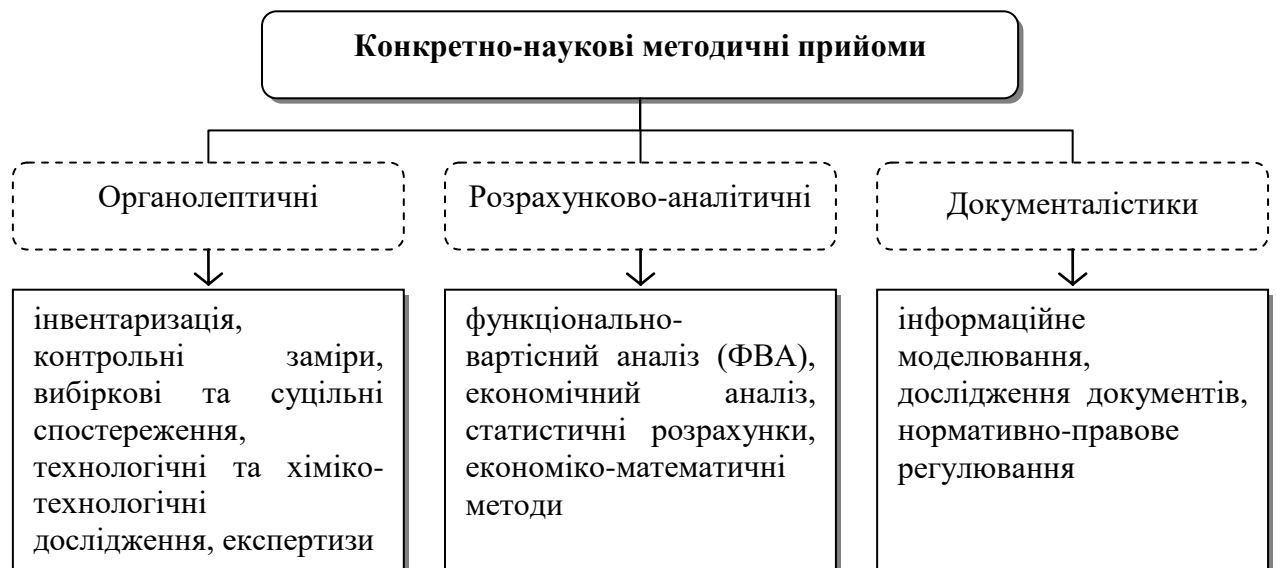 Конкретно-наукові методичні прийоми
Органолептичні
Розрахунково-аналітичні
Документалістики
інвентаризація,
контрольні заміри,
вибіркові та суцільні
спостереження,
технологічні та хіміко-
технологічні
дослідження, експертизи
функціонально-
вартісний аналіз (ФВА),
економічний аналіз,
статистичні розрахунки,
економіко-математичні
методи
інформаційне
моделювання,
дослідження документів,
нормативно-правове
регулювання